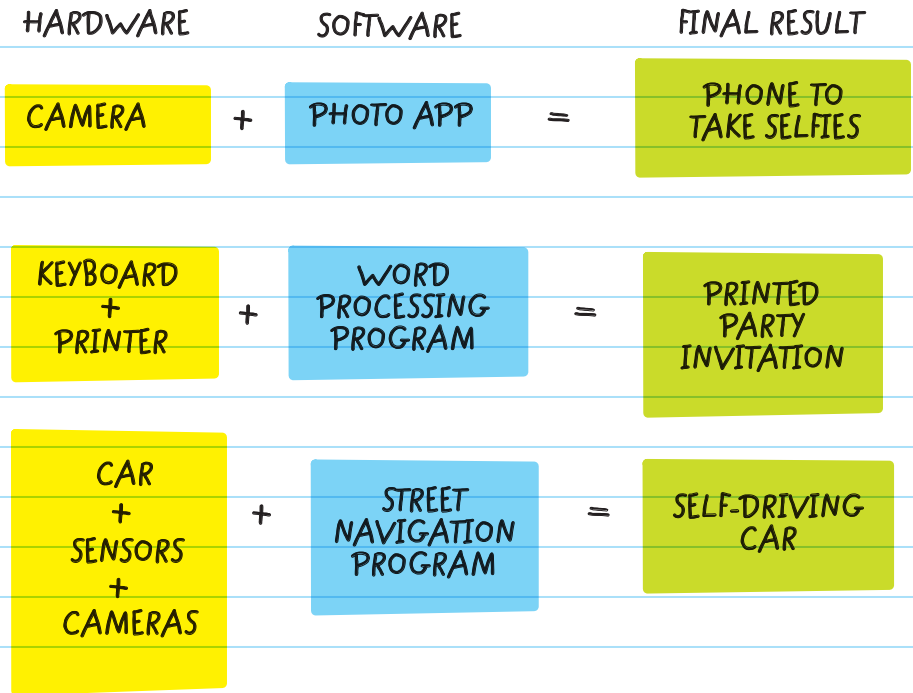 HARDWARE SOFTWARE FINAL RESULT
CAMERA + PHOTO APP = PHONE TO
TAKE SELFIES
KEYBOARD
+
PRINTER
+
WORD
PROCESSING
PROGRAM
=
PRINTED
PARTY
INVITATION
CAR
+
SENSORS
+
CAMERAS
+
STREET
NAVIGATION
PROGRAM
=
SELF-DRIVING
CAR